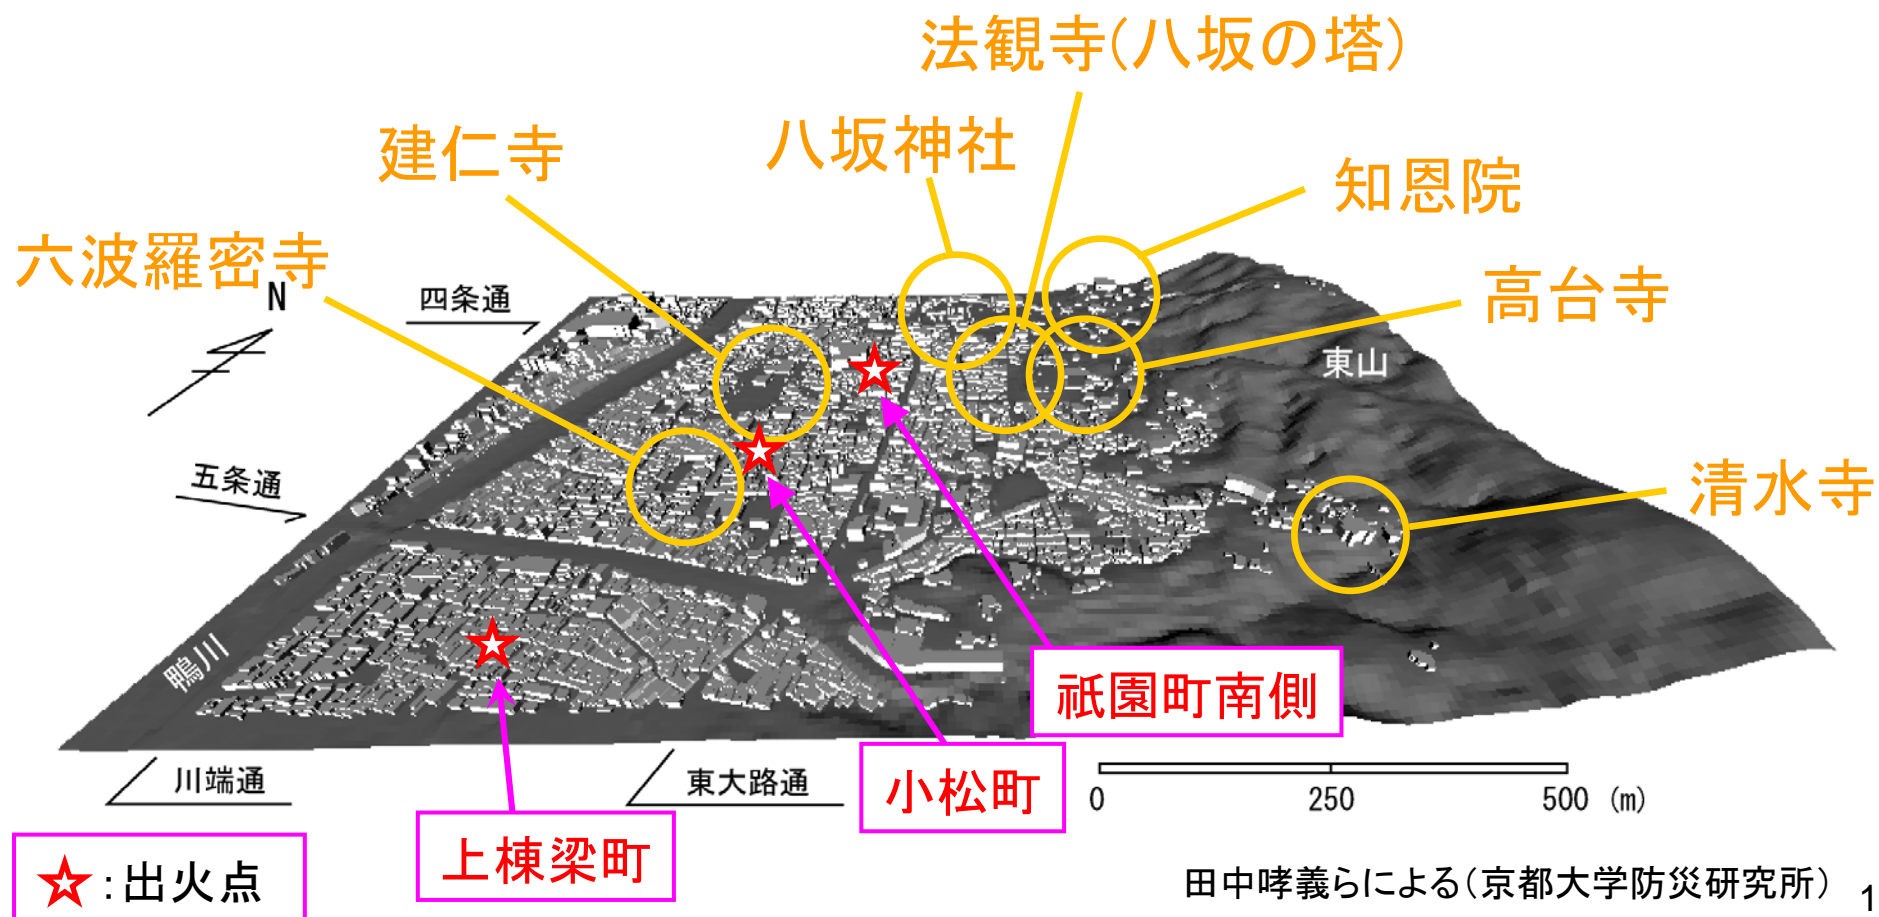 法観寺(八坂の塔)
建仁寺
八坂神社
知恩院
六波羅密寺
高台寺
N
四条通
東山
五条通
清水寺
鴨川
祇園町南側
川端通
東大路通
小松町
0 250 500 (m)
上棟梁町
☆:出火点
田中哮義らによる(京都大学防災研究所)
1